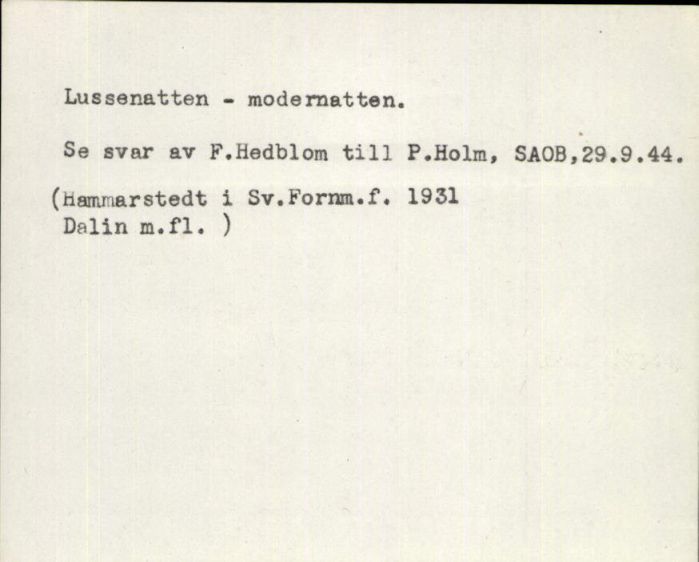 Lussenatten - modernatten.
Se svar av F.Hedblom till P.Holm, SAOB,29.9.44.
(Hammarstedt i Sv.Fornm.f. 1931
Dalin m.fl. )